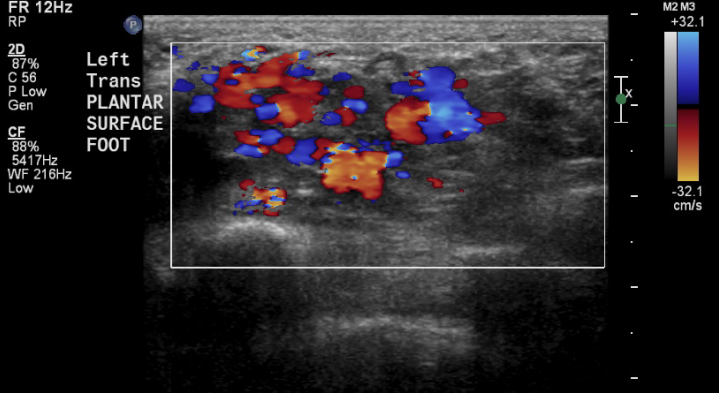 FR 12Hz
RP
2D
87%
C 56
P Low
Gen
CF
88%
5417Hz
WF 216Hz
Low
P
Left
Trans
PLANTAR
SURFACE
FOOT
M2 M3
+32.1
x
-32.1
cm/s